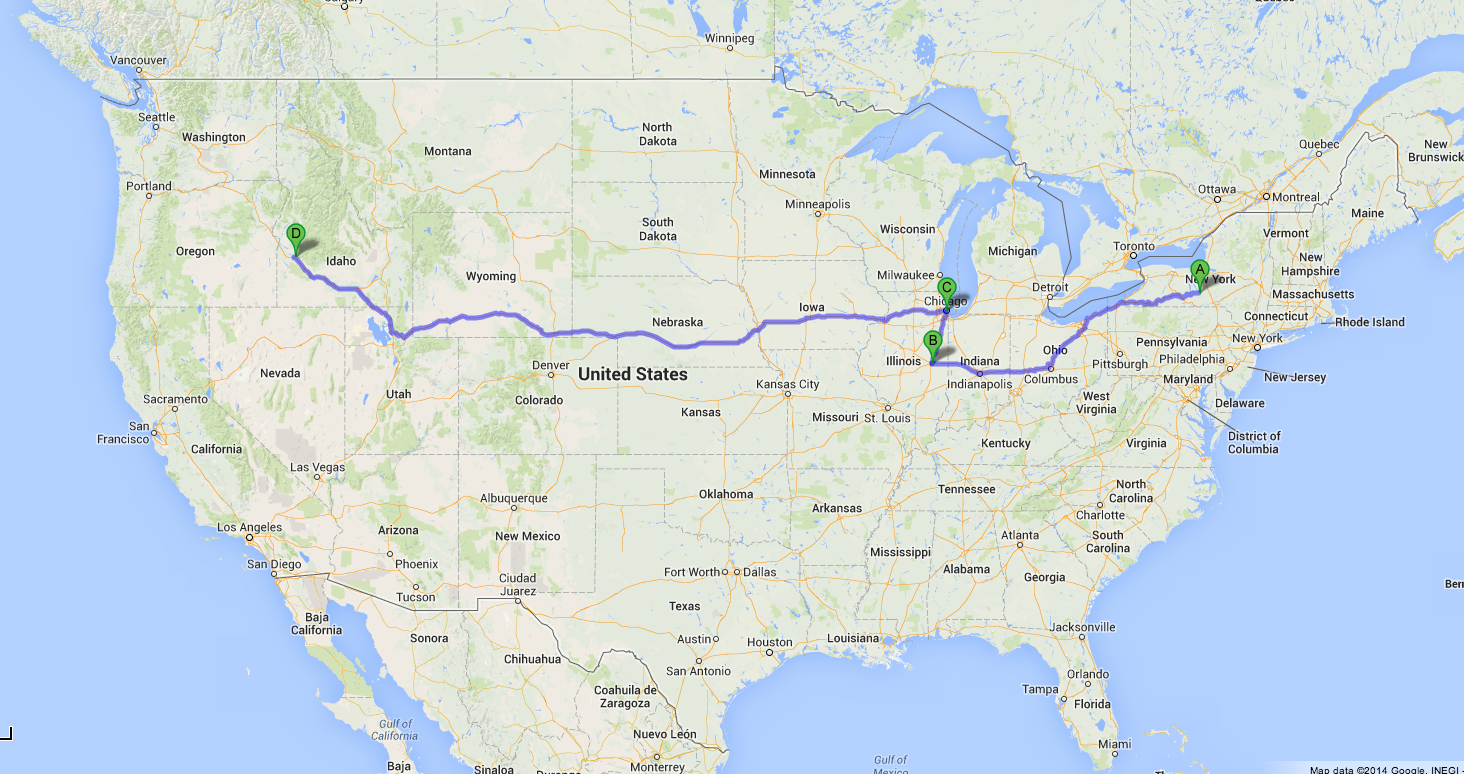 Calgary
Quebec
Winnipeg
Vancouver
Seattle
Washington
North
Dakota
Montana
Quebec
New
Brunswick
Minnesota
Portland
Ottawa
Montreal
Minneapolis
Maine
South
Dakota
Wisconsin
Vermont
D
Oregon
Idaho
Michigan
Toronto
New
Hampshire
Wyoming
Milwaukee
A
New York
C
Detroit
Massachusetts
Chicago
Iowa
Connecticut
Nebraska
Rhode Island
B
Ohio
Pennsylvania
New York
Illinois
Indiana
Pittsburgh
Philadelphia
Nevada
Denver
United States
Indianapolis
Columbus
Maryland
New Jersey
Utah
Kansas City
Sacramento
Colorado
West
Virginia
Delaware
Kansas
Missouri
St. Louis
San
Francisco
California
Kentucky
Virginia
District of
Columbia
Las Vegas
Albuquerque
Oklahoma
Tennessee
North
Carolina
Arkansas
Charlotte
Los Angeles
Arizona
New Mexico
Atlanta
South
Carolina
Mississippi
San Diego
Phoenix
Fort Worth
Dallas
Alabama
Georgia
Ciudad
Juarez
Ber
Tucson
Texas
Baja
California
Sonora
Austin
Houston
Louisiana
Jacksonville
Chihuahua
San Antonio
Orlando
Coahuila de
Zaragoza
Tampa
Florida
Gulf of
California
Nuevo León
Miami
Baja
Sinaloa
Durango
Monterrey
Gulf of
Mexico
The
Map data ©2014 Google, INEGI -